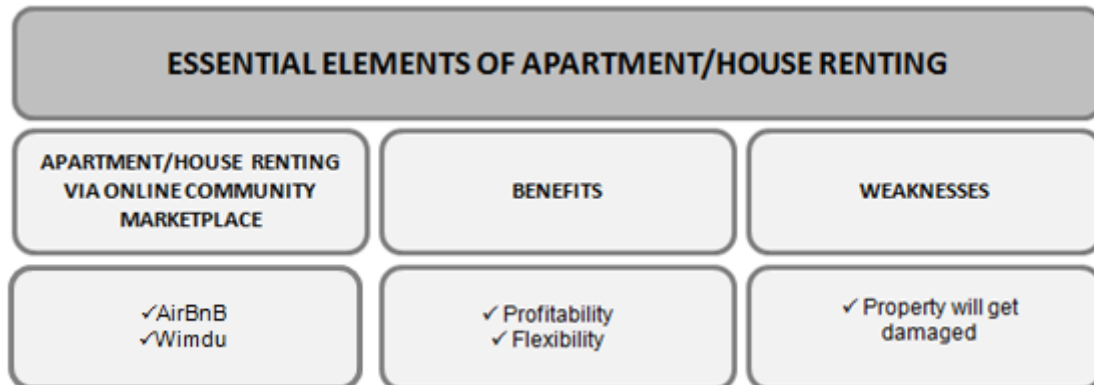 ESSENTIAL ELEMENTS OF APARTMENT/HOUSE RENTING
APARTMENT/HOUSE RENTING
VIA ONLINE COMMUNITY
MARKETPLACE
BENEFITS
WEAKNESSES
✓AirBnB
✓Wimdu
✓ Profitability
✓ Flexibility
✓ Property will get
damaged